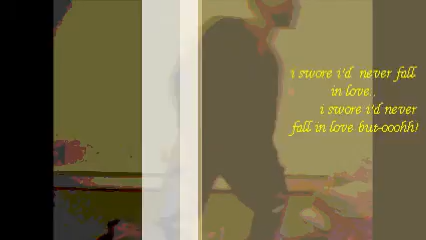 i swore i'd never fall
in love..
i swore i'd never
fall in love but-ooohh)